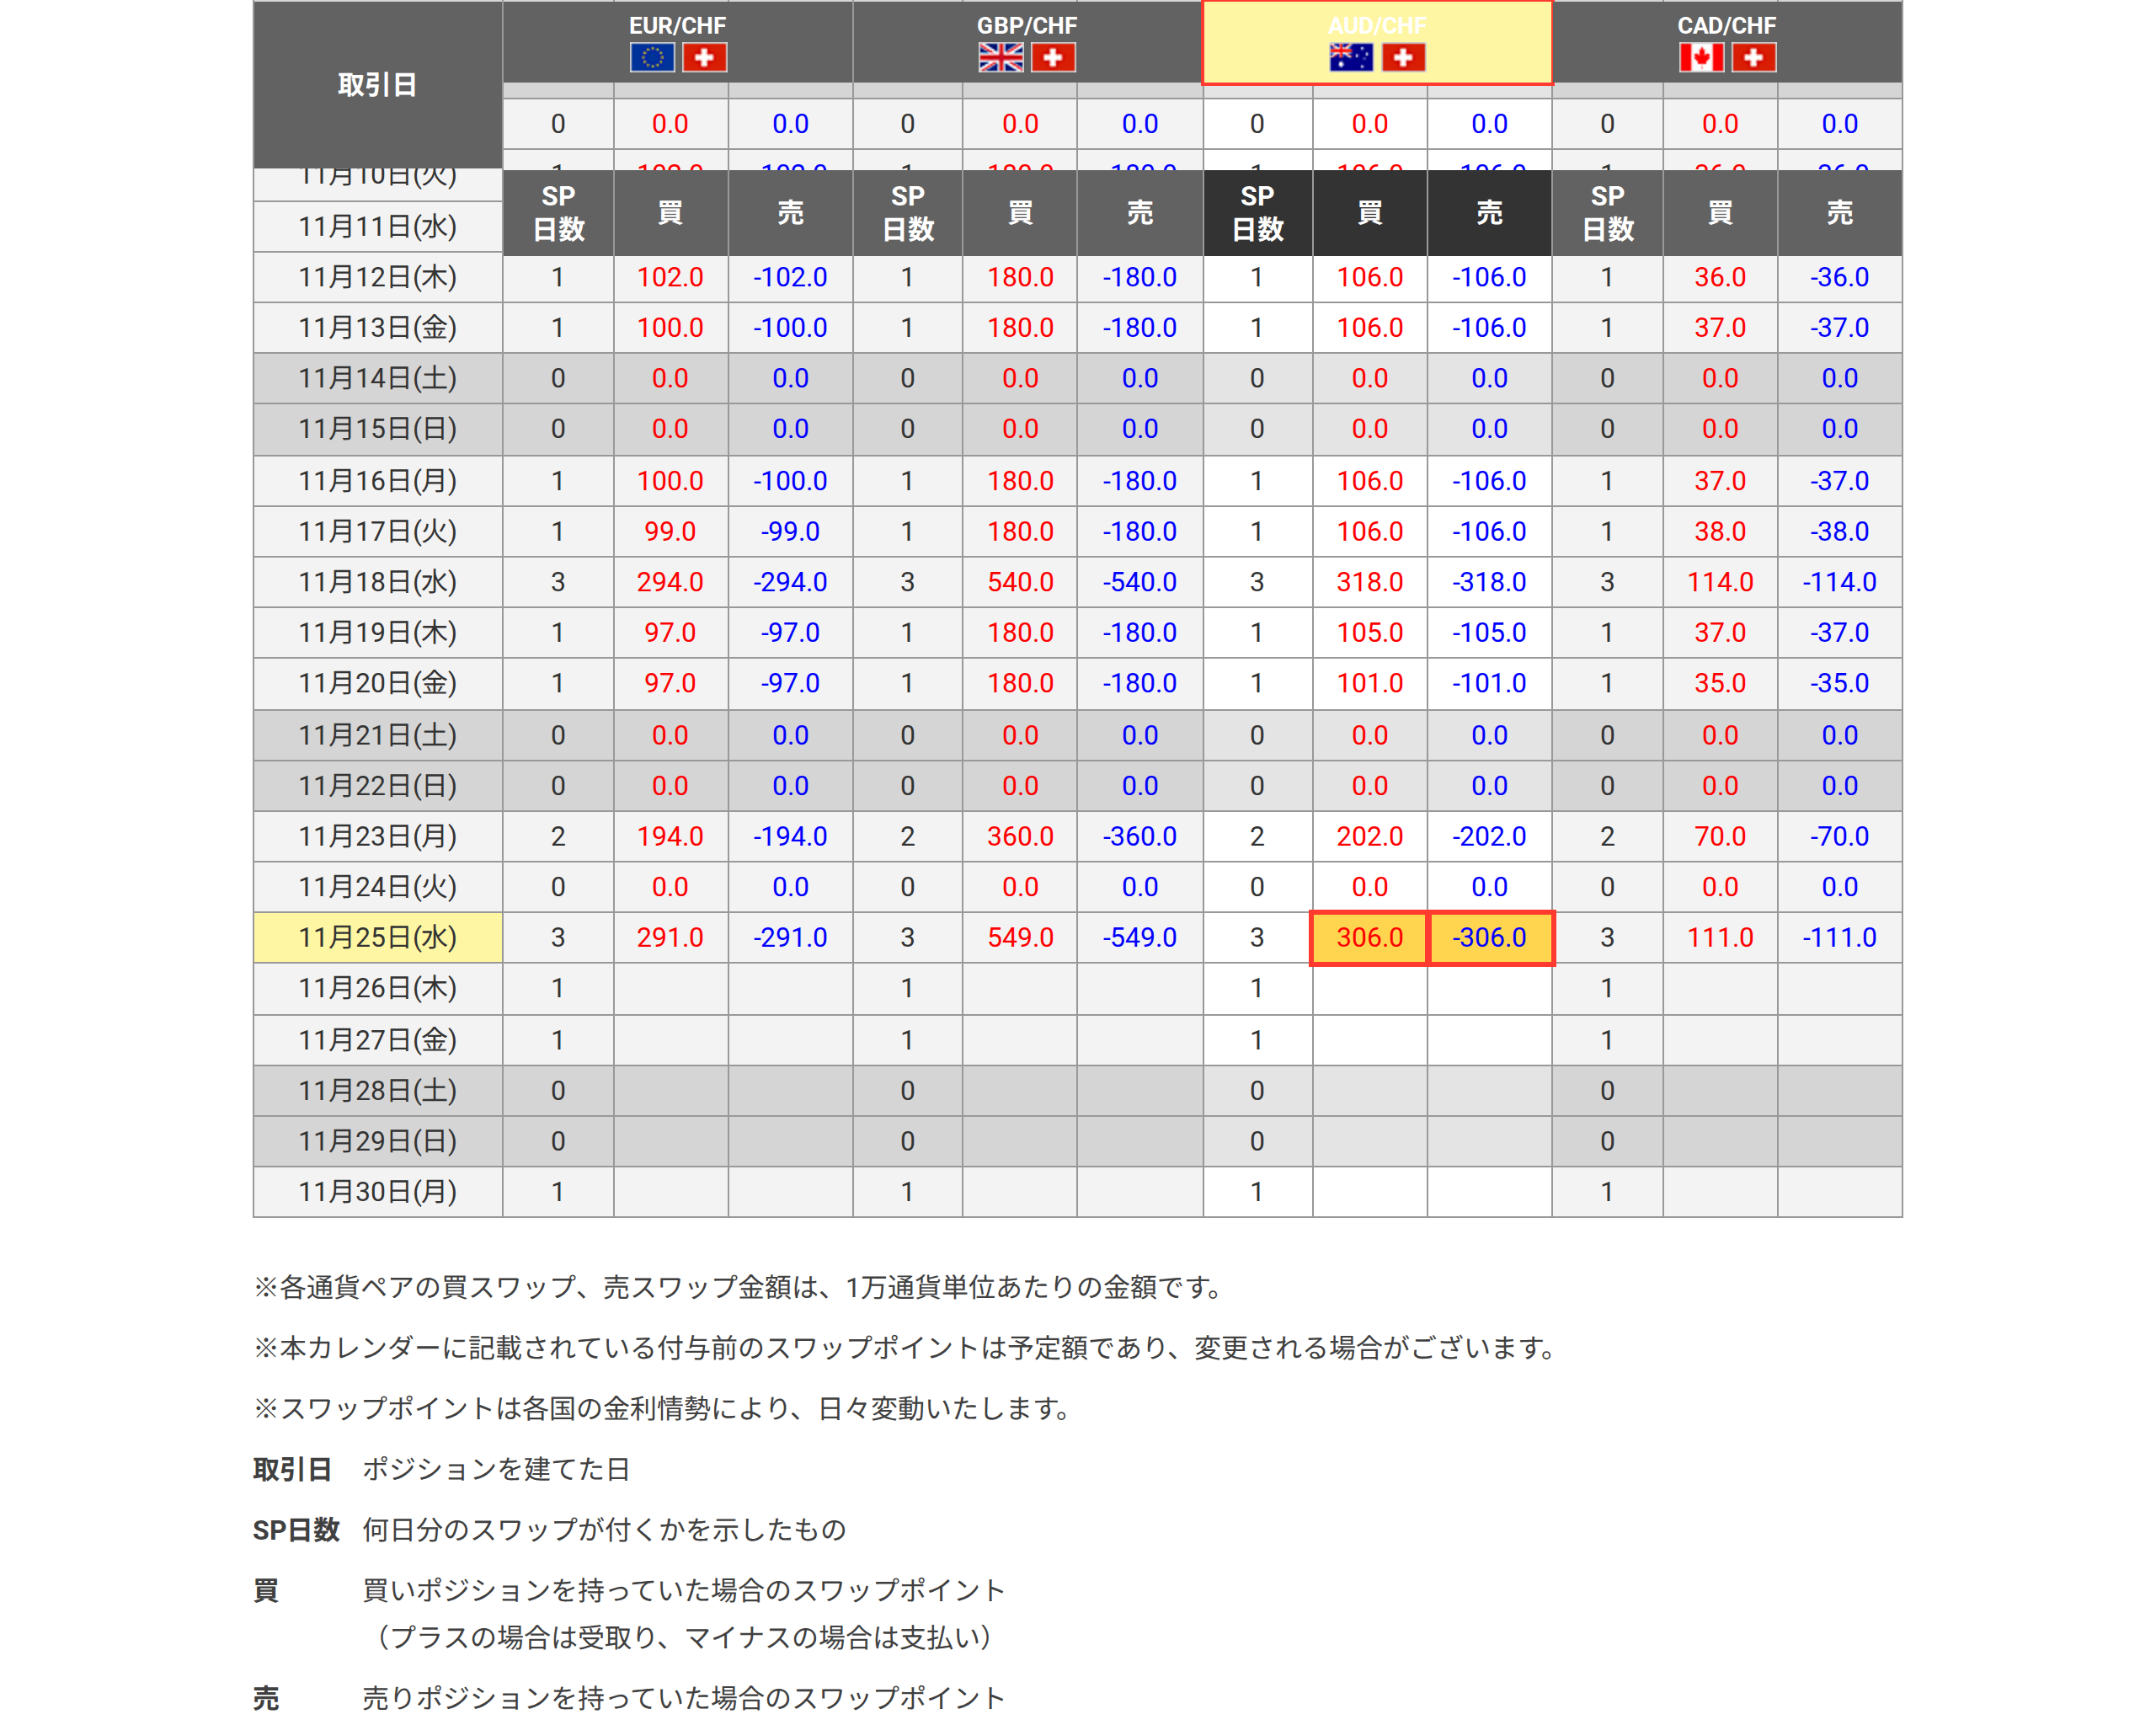 取引日 EUR/CHF GBP/CHF AUD/CHF CAD/CHF
0 0.0 0.0 0 0.0 0.0 0 0.0 0.0 0 0.0 0.0
11月10日(火)
SP日数 買 売 SP日数 買 売 SP日数 買 売 SP日数 買 売
11月11日(水)
11月12日(木) 1 102.0 -102.0 1 180.0 -180.0 1 106.0 -106.0 1 36.0 -36.0
11月13日(金) 1 100.0 -100.0 1 180.0 -180.0 1 106.0 -106.0 1 37.0 -37.0
11月14日(土) 0 0.0 0.0 0 0.0 0.0 0 0.0 0.0 0 0.0 0.0
11月15日(日) 0 0.0 0.0 0 0.0 0.0 0 0.0 0.0 0 0.0 0.0
11月16日(月) 1 100.0 -100.0 1 180.0 -180.0 1 106.0 -106.0 1 37.0 -37.0
11月17日(火) 1 99.0 -99.0 1 180.0 -180.0 1 106.0 -106.0 1 38.0 -38.0
11月18日(水) 3 294.0 -294.0 3 540.0 -540.0 3 318.0 -318.0 3 114.0 -114.0
11月19日(木) 1 97.0 -97.0 1 180.0 -180.0 1 105.0 -105.0 1 37.0 -37.0
11月20日(金) 1 97.0 -97.0 1 180.0 -180.0 1 101.0 -101.0 1 35.0 -35.0
11月21日(土) 0 0.0 0.0 0 0.0 0.0 0 0.0 0.0 0 0.0 0.0
11月22日(日) 0 0.0 0.0 0 0.0 0.0 0 0.0 0.0 0 0.0 0.0
11月23日(月) 2 194.0 -194.0 2 360.0 -360.0 2 202.0 -202.0 2 70.0 -70.0
11月24日(火) 0 0.0 0.0 0 0.0 0.0 0 0.0 0.0 0 0.0 0.0
11月25日(水) 3 291.0 -291.0 3 549.0 -549.0 3 306.0 -306.0 3 111.0 -111.0
11月26日(木) 1 1 1 1
11月27日(金) 1 1 1 1
11月28日(土) 0 0 0 0
11月29日(日) 0 0 0 0
11月30日(月) 1 1 1 1
※各通貨ペアの買スワップ、売スワップ金額は、1万通貨単位あたりの金額です。
※本カレンダーに記載されている付与前のスワップポイントは予定額であり、変更される場合がございます。
※スワップポイントは各国の金利情勢により、日々変動いたします。
取引日 ポジションを建てた日
SP日数 何日分のスワップが付くかを示したもの
買 買いポジションを持っていた場合のスワップポイント
（プラスの場合は受取り、マイナスの場合は支払い）
売 売りポジションを持っていた場合のスワップポイント